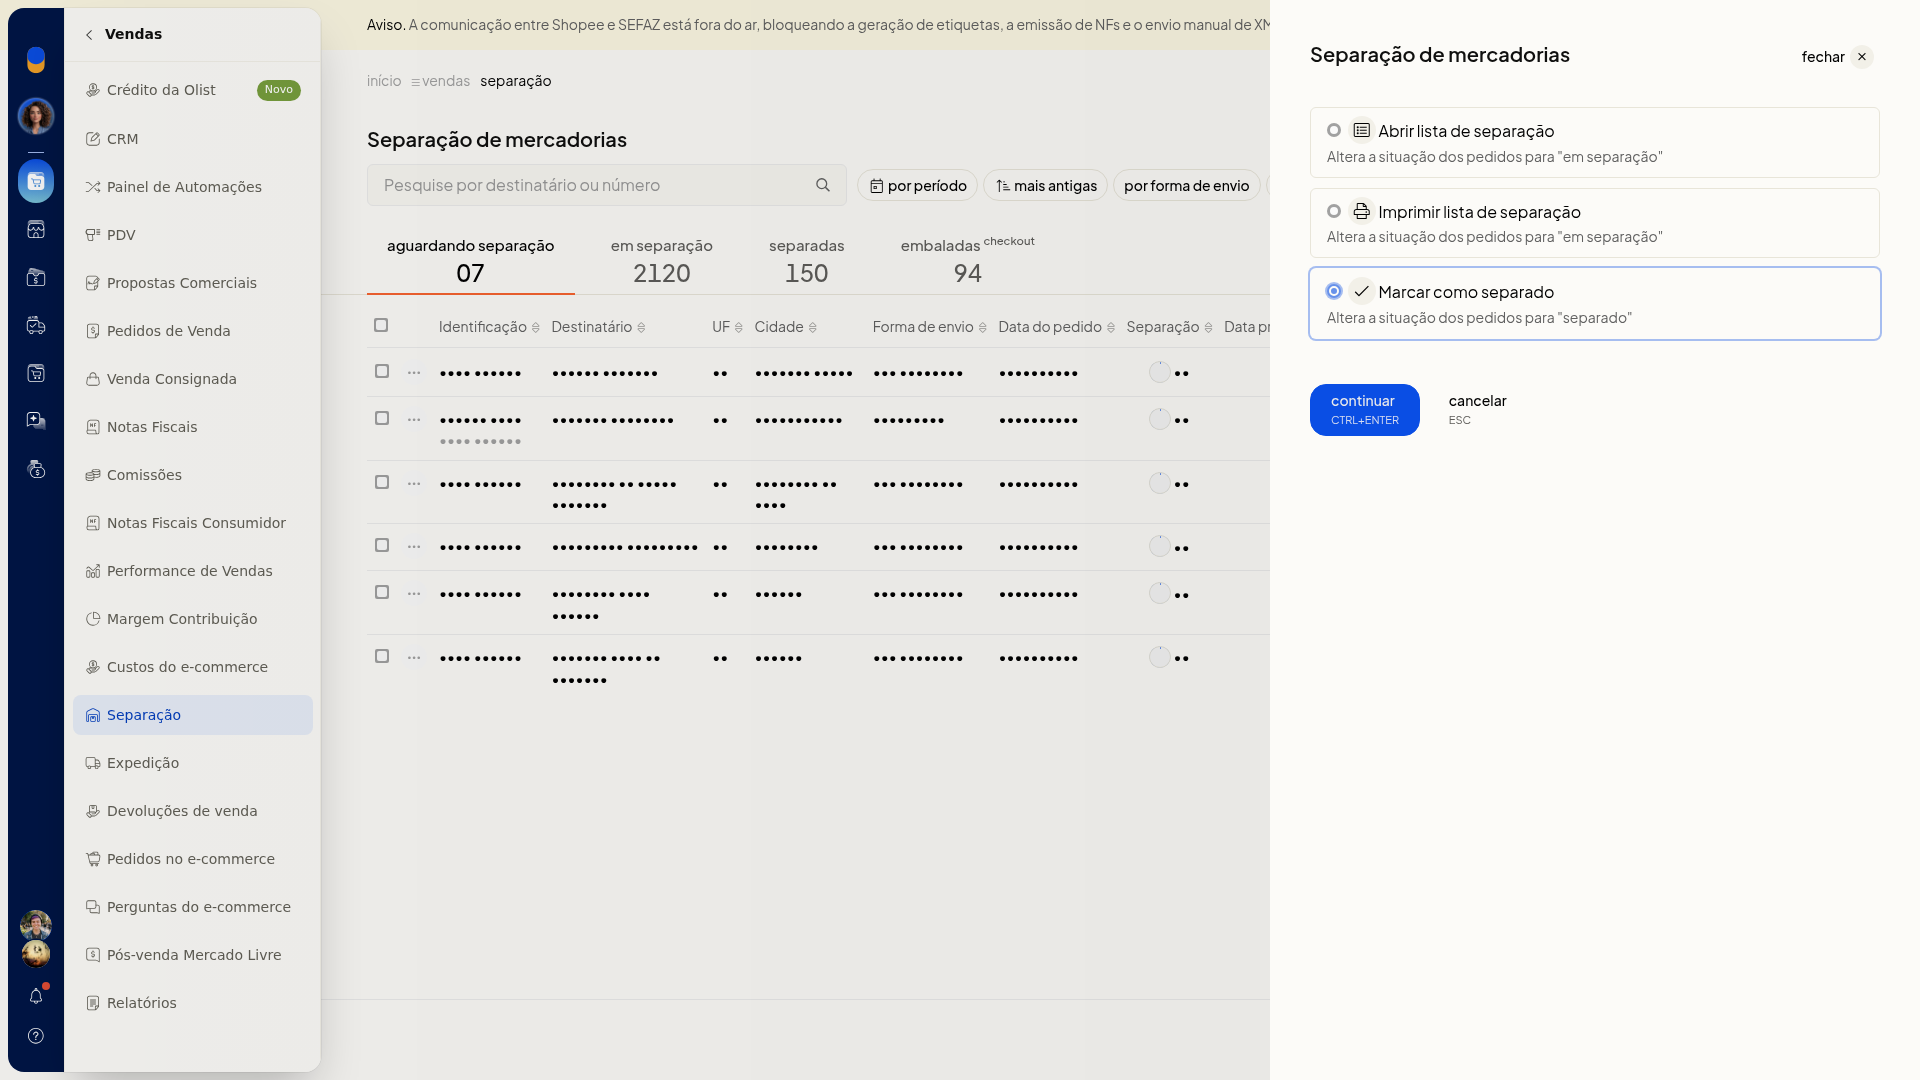 Vendas
Crédito da Olist Novo
CRM
Painel de Automações
PDV
Propostas Comerciais
Pedidos de Venda
Venda Consignada
Notas Fiscais
Comissões
Notas Fiscais Consumidor
Performance de Vendas
Margem Contribuição
Custos do e-commerce
Separação
Expedição
Devoluções de venda
Pedidos no e-commerce
Perguntas do e-commerce
Pós-venda Mercado Livre
Relatórios
Aviso. A comunicação entre Shopee e SEFAZ está fora do ar, bloqueando a geração de etiquetas, a emissão de NFs e o envio manual de
início vendas separação
Separação de mercadorias
Pesquise por destinatário ou número
por período mais antigas por forma de envio
aguardando separação em separação separadas embaladas checkout
07 2120 150 94
Identificação Destinatário UF Cidade Forma de envio Data do pedido Separação Data
Separação de mercadorias
fechar
Abrir lista de separação
Altera a situação dos pedidos para "em separação"
Imprimir lista de separação
Altera a situação dos pedidos para "em separação"
Marcar como separado
Altera a situação dos pedidos para "separado"
continuar cancelar
CTRL+ENTER ESC